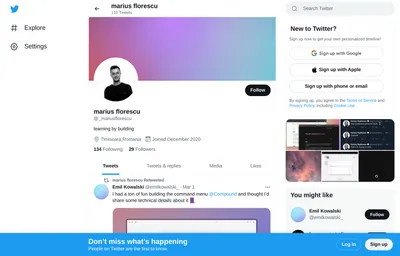 marius florescu
110 Tweets
Explore
Settings
Follow
marius florescu
learning by building
Timisoara,Romania Joined December 2020
134 Following 29 Followers
Tweets Tweets & replies Media Likes
marius florescu Retweeted
Emil Kowalski @emilkowalski_ · Mar 1
I had a ton of fun building the command menu @Compound and thought I'd
share some technical details about it
Search Twitter
New to Twitter?
Sign up now to get your own personalized timeline!
Sign up with Google
Sign up with Apple
Sign up with phone or email
By signing up, you agree to the Terms of Service and
Privacy Policy, including Cookie Use.
You might like
Emil Kowalski
@emilkowalski_
Follow
Don't miss what's happening
People on Twitter are the first to know.
Log in
Sign up